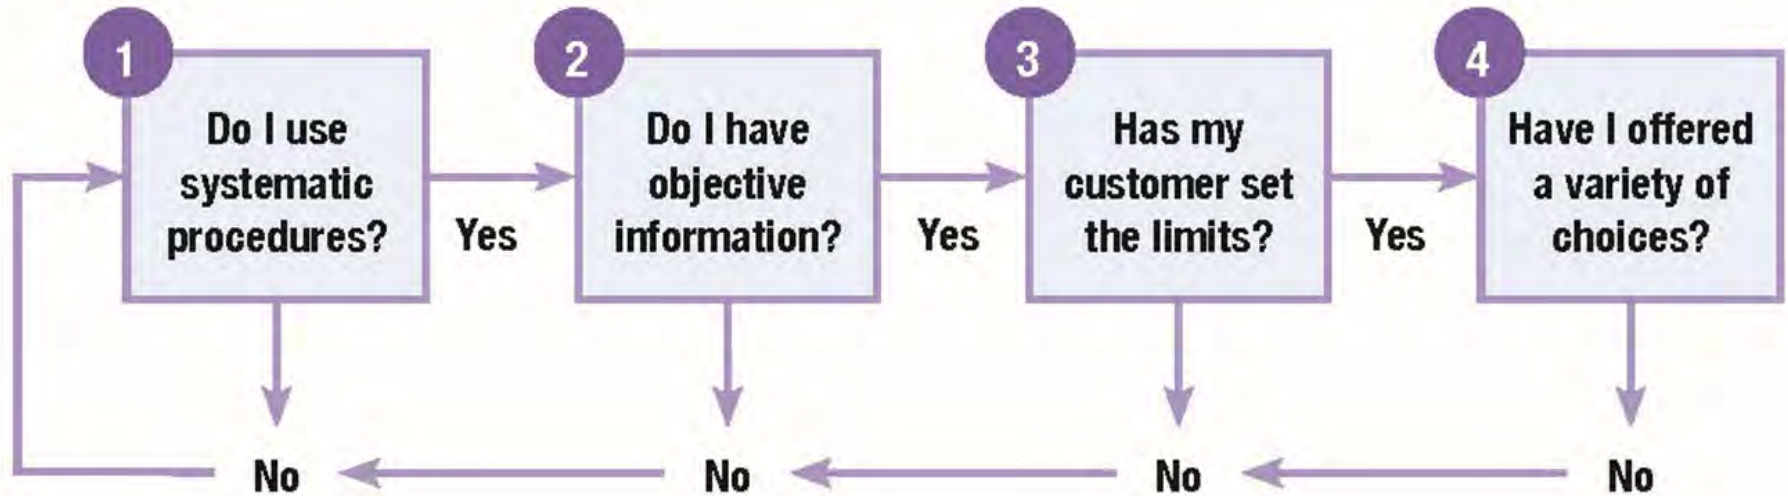 1
Do I use
systematic
procedures?
Yes
2
Do I have
objective
information?
Yes
3
Has my
customer set
the limits?
Yes
4
Have I offered
a variety of
choices?
No
No
No
No